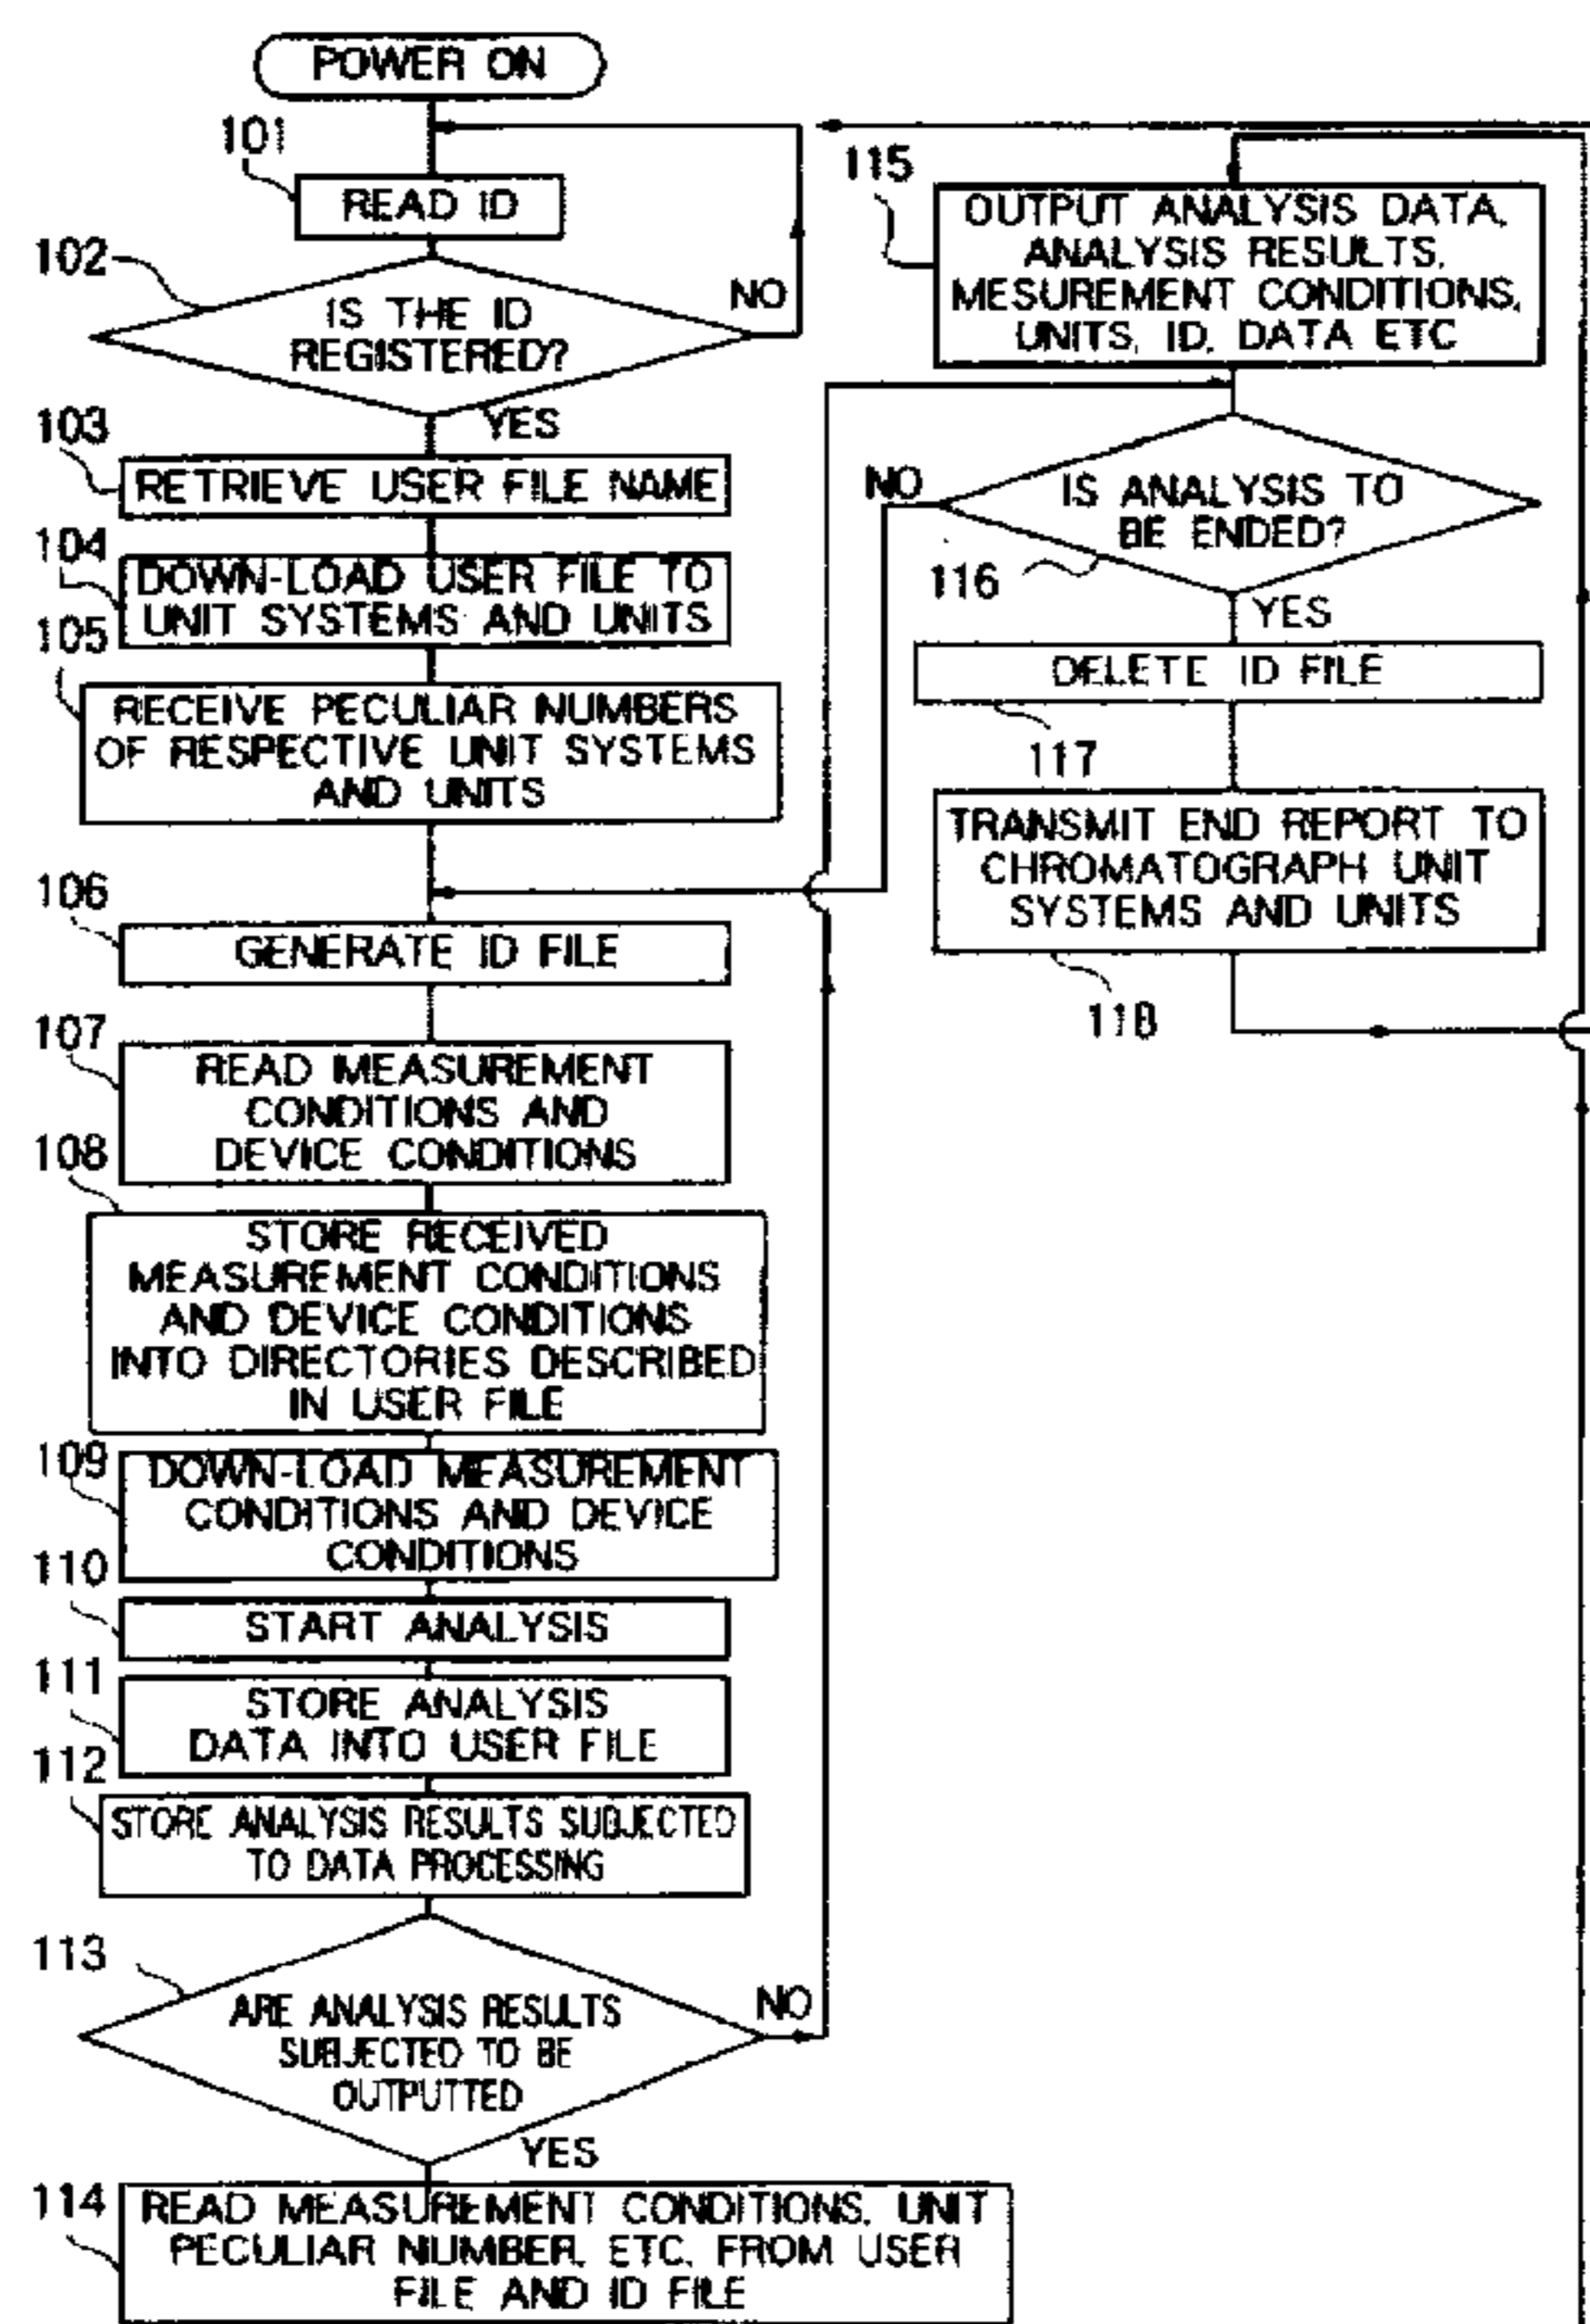 POWER ON
101
READ ID
102
IS THE ID
REGISTERED?
NO
YES
103
RETRIEVE USER FILE NAME
104
DOWN-LOAD USER FILE TO
UNIT SYSTEMS AND UNITS
105
RECEIVE PECULIAR NUMBERS
OF RESPECTIVE UNIT SYSTEMS
AND UNITS
106
GENERATE ID FILE
107
READ MEASUREMENT
CONDITIONS AND
DEVICE CONDITIONS
108
STORE RECEIVED
MEASUREMENT CONDITIONS
AND DEVICE CONDITIONS
INTO DIRECTORIES DESCRIBED
IN USER FILE
109
DOWN-LOAD MEASUREMENT
CONDITIONS AND DEVICE
CONDITIONS
110
START ANALYSIS
111
STORE ANALYSIS
DATA INTO USER FILE
112
STORE ANALYSIS RESULTS SUBJECTED
TO DATA PROCESSING
113
ARE ANALYSIS RESULTS
SUBJECTED TO BE
OUTPUTTED
NO
YES
114
READ MEASUREMENT CONDITIONS, UNIT
PECULIAR NUMBER, ETC. FROM USER
FILE AND ID FILE
115
OUTPUT ANALYSIS DATA,
ANALYSIS RESULTS,
MESUREMENT CONDITIONS,
UNITS, ID, DATA ETC
NO
IS ANALYSIS TO
BE ENDED?
116
YES
DELETE ID FILE
117
TRANSMIT END REPORT TO
CHROMATOGRAPH UNIT
SYSTEMS AND UNITS
118